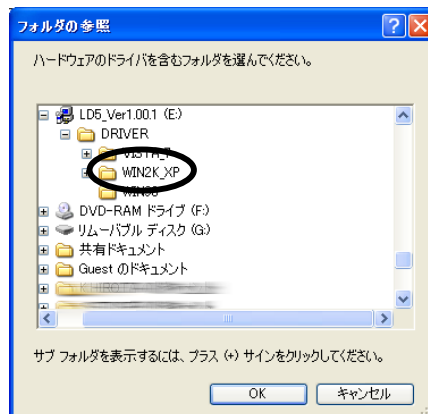 フォルダの参照
ハードウェアのドライバを含むフォルダを選んでください。
LD5_Ver1.00.1 (E:)
DRIVER
VISTA_7
WIN2K_XP
WIN98
DVD-RAM ドライブ (F:)
リムーバブル ディスク (G:)
共有ドキュメント
Guest のドキュメント
サブ フォルダを表示するには、プラス (+) サインをクリックしてください。
OK
キャンセル